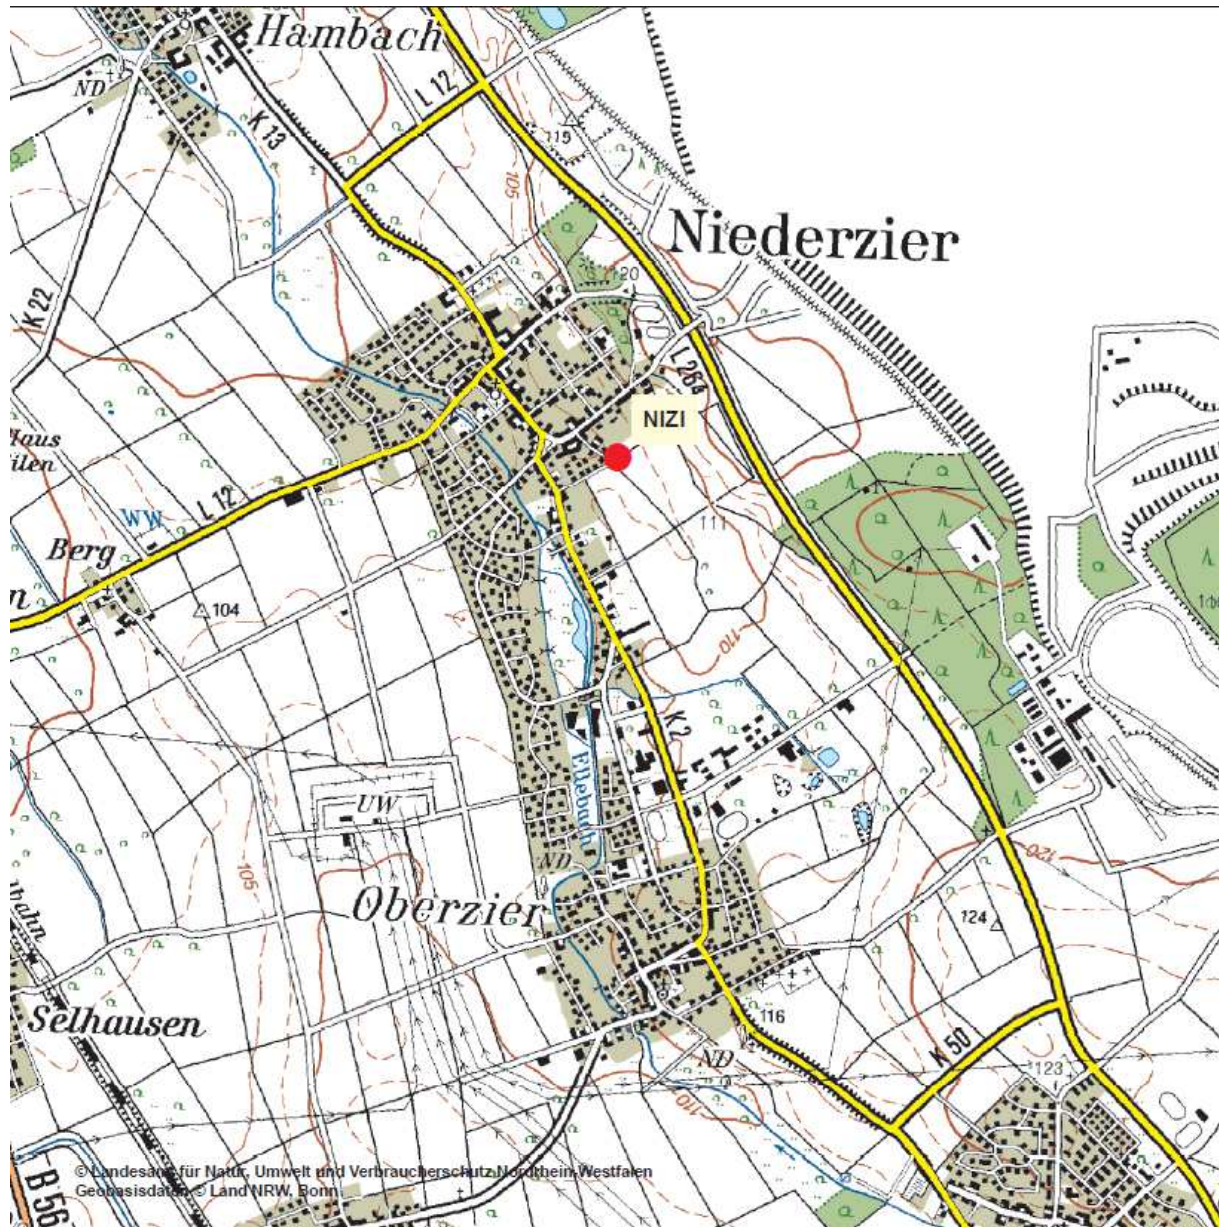 Hambach
L 12
ND
K 13
119
105
Niederzier
120
K 22
L 264
NIZI
Haus
L 12
WW
111
Berg
n
104
110
K 2
UW
Ellebach
105
ND
120
Oberzier
124
bahn
Selhausen
116
K 50
ND
123
110
B 56
© Landesamt für Natur, Umwelt und Verbraucherschutz Nordrhein-Westfalen
Geobasisdaten © Land NRW, Bonn